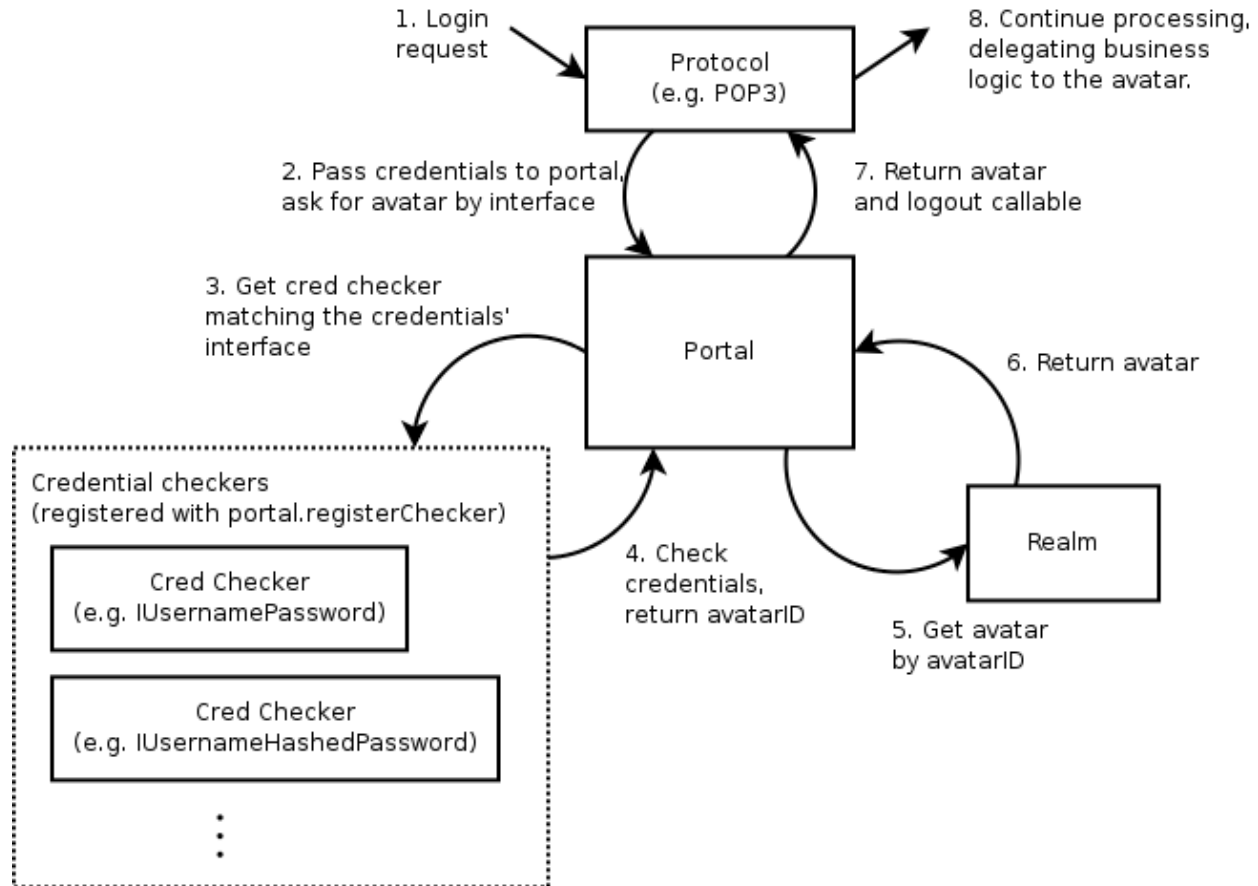 1. Login
request
Protocol
(e.g. POP3)
8. Continue processing,
delegating business
logic to the avatar.
2. Pass credentials to portal,
ask for avatar by interface
7. Return avatar
and logout callable
3. Get cred checker
matching the credentials'
interface
Portal
6. Return avatar
Credential checkers
(registered with portal.registerChecker)
Cred Checker
(e.g. IUsernamePassword)
4. Check
credentials,
return avatarID
Realm
5. Get avatar
by avatarID
Cred Checker
(e.g. IUsernameHashedPassword)